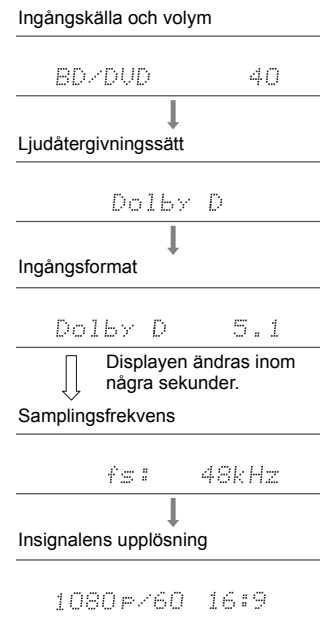 Ingångskälla och volym
BD/DVD 40
Ljudåtergivningssätt
Dolby D
Ingångsformat
Dolby D 5.1
Displayen ändras inom
några sekunder.
Samplingsfrekvens
fs: 48kHz
Insignalens upplösning
1080p/60 16:9